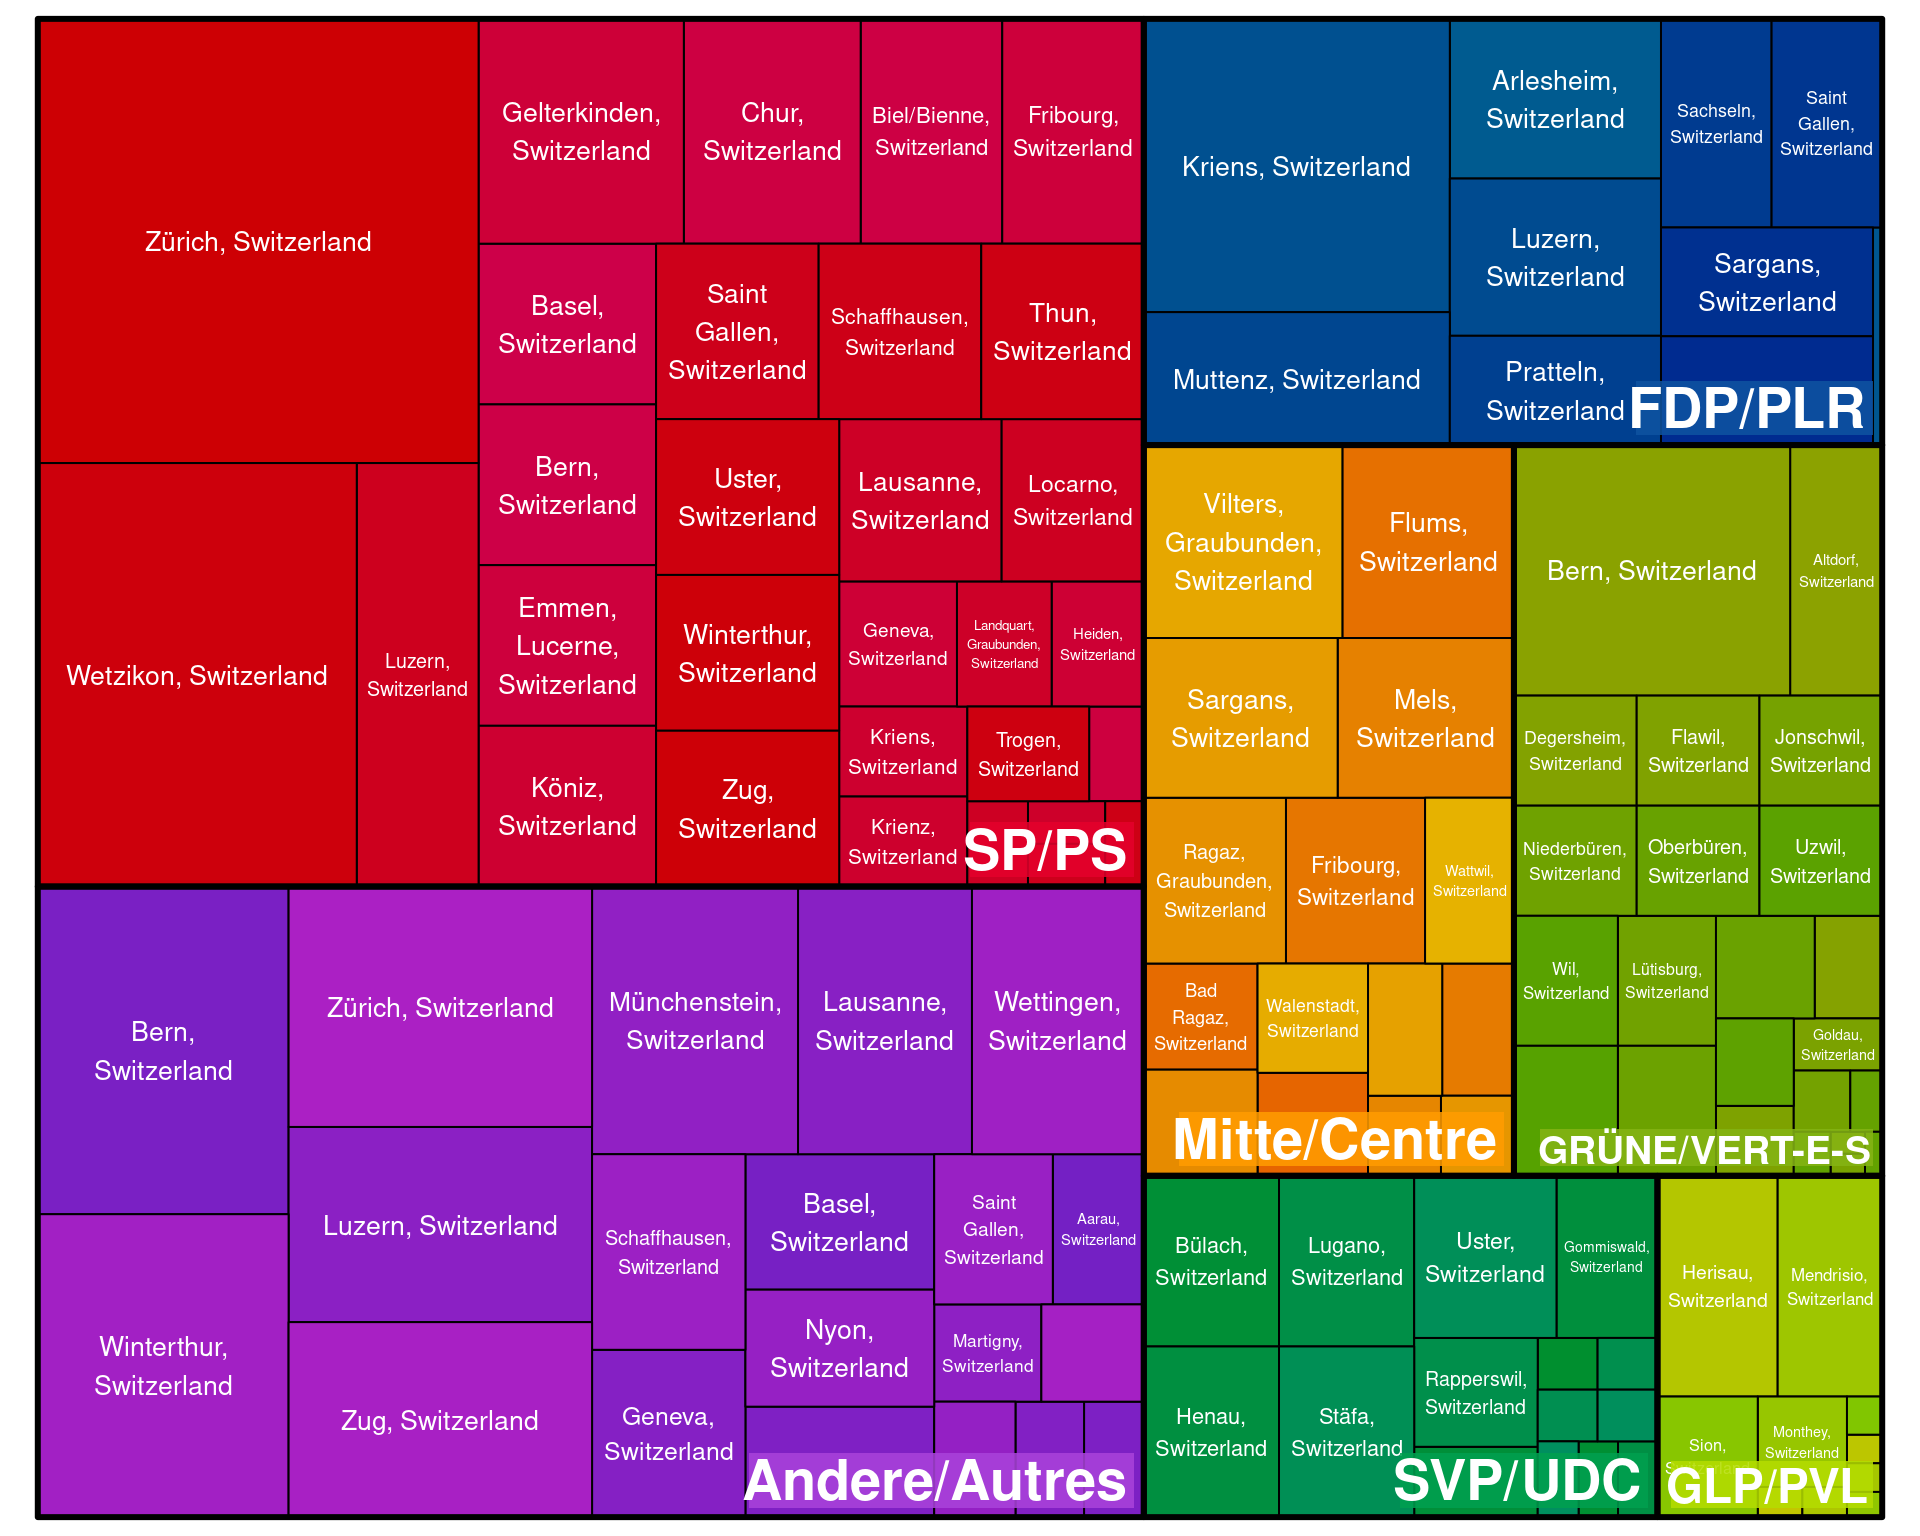 Zürich, Switzerland
Wetzikon, Switzerland
Luzern,
Switzerland
Gelterkinden,
Switzerland
Chur,
Switzerland
Biel/Bienne,
Switzerland
Fribourg,
Switzerland
Basel,
Switzerland
Bern,
Switzerland
Emmen,
Lucerne,
Switzerland
Köniz,
Switzerland
Saint
Gallen,
Switzerland
Schaffhausen,
Switzerland
Thun,
Switzerland
Uster,
Switzerland
Winterthur,
Switzerland
Zug,
Switzerland
Lausanne,
Switzerland
Locarno,
Switzerland
Geneva,
Switzerland
Landquart,
Graubunden,
Switzerland
Heiden,
Switzerland
Kriens,
Switzerland
Krienz,
Switzerland
Trogen,
Switzerland
SP/PS
Kriens, Switzerland
Muttenz, Switzerland
Arlesheim,
Switzerland
Luzern,
Switzerland
Pratteln,
Switzerland
Sachseln,
Switzerland
Saint
Gallen,
Switzerland
Sargans,
Switzerland
FDP/PLR
Vilters,
Graubunden,
Switzerland
Flums,
Switzerland
Sargans,
Switzerland
Mels,
Switzerland
Ragaz,
Graubunden,
Switzerland
Fribourg,
Switzerland
Wattwil,
Switzerland
Bad
Ragaz,
Switzerland
Walenstadt,
Switzerland
Mitte/Centre
Bern, Switzerland
Altdorf,
Switzerland
Degersheim,
Switzerland
Flawil,
Switzerland
Jonschwil,
Switzerland
Niederbüren,
Switzerland
Oberbüren,
Switzerland
Uzwil,
Switzerland
Wil,
Switzerland
Lütisburg,
Switzerland
Goldau,
Switzerland
GRÜNE/VERT-E-S
Bern,
Switzerland
Winterthur,
Switzerland
Zürich, Switzerland
Luzern, Switzerland
Zug, Switzerland
Münchenstein,
Switzerland
Lausanne,
Switzerland
Wettingen,
Switzerland
Schaffhausen,
Switzerland
Geneva,
Switzerland
Basel,
Switzerland
Nyon,
Switzerland
Saint
Gallen,
Switzerland
Aarau,
Switzerland
Martigny,
Switzerland
Andere/Autres
Bülach,
Switzerland
Lugano,
Switzerland
Uster,
Switzerland
Gommiswald,
Switzerland
Henau,
Switzerland
Stäfa,
Switzerland
Rapperswil,
Switzerland
SVP/UDC
Herisau,
Switzerland
Mendrisio,
Switzerland
Sion,
Monthey,
Switzerland
GLP/PVL